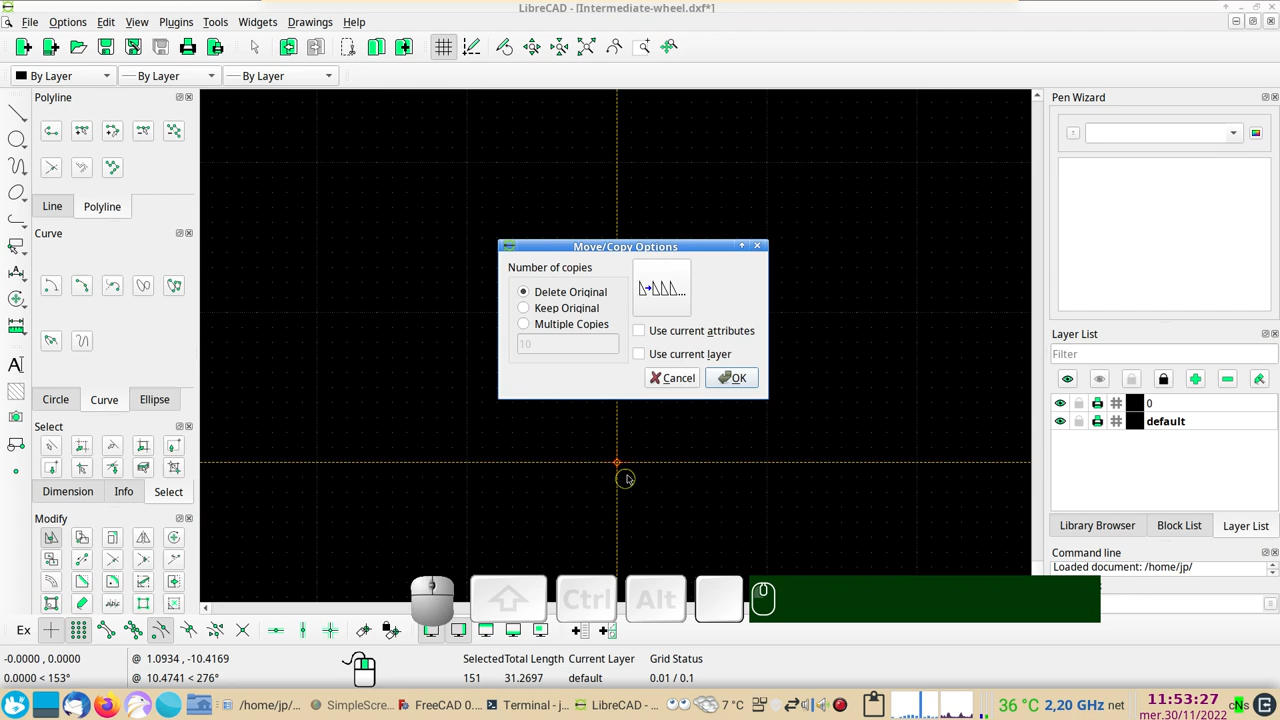 LibreCAD - [Intermediate-wheel.dxf*]
File Options Edit View Plugins Tools Widgets Drawings Help
By Layer By Layer By Layer
Polyline
Line Polyline
Curve
Circle Curve Ellipse
Select
Dimension Info Select
Modify
Move/Copy Options
Number of copies
Delete Original
Keep Original
Multiple Copies
10
Use current attributes
Use current layer
Cancel OK
Pen Wizard
Layer List
Filter
0
default
Library Browser Block List Layer List
Command line
Loaded document: /home/jp/
Ctrl Alt
Ex
-0.0000 , 0.0000
0.0000 < 153°
@ 1.0934 , -10.4169
@ 10.4741 < 276°
Selected Total Length Current Layer Grid Status
151 31.2697 default 0.01 / 0.1
/home/jp/... SimpleScre... FreeCAD 0.... Terminal - j... LibreCAD - ... 7 °C 36 °C 2,20 GHz net
11:53:27
mer.30/11/2022
cNs